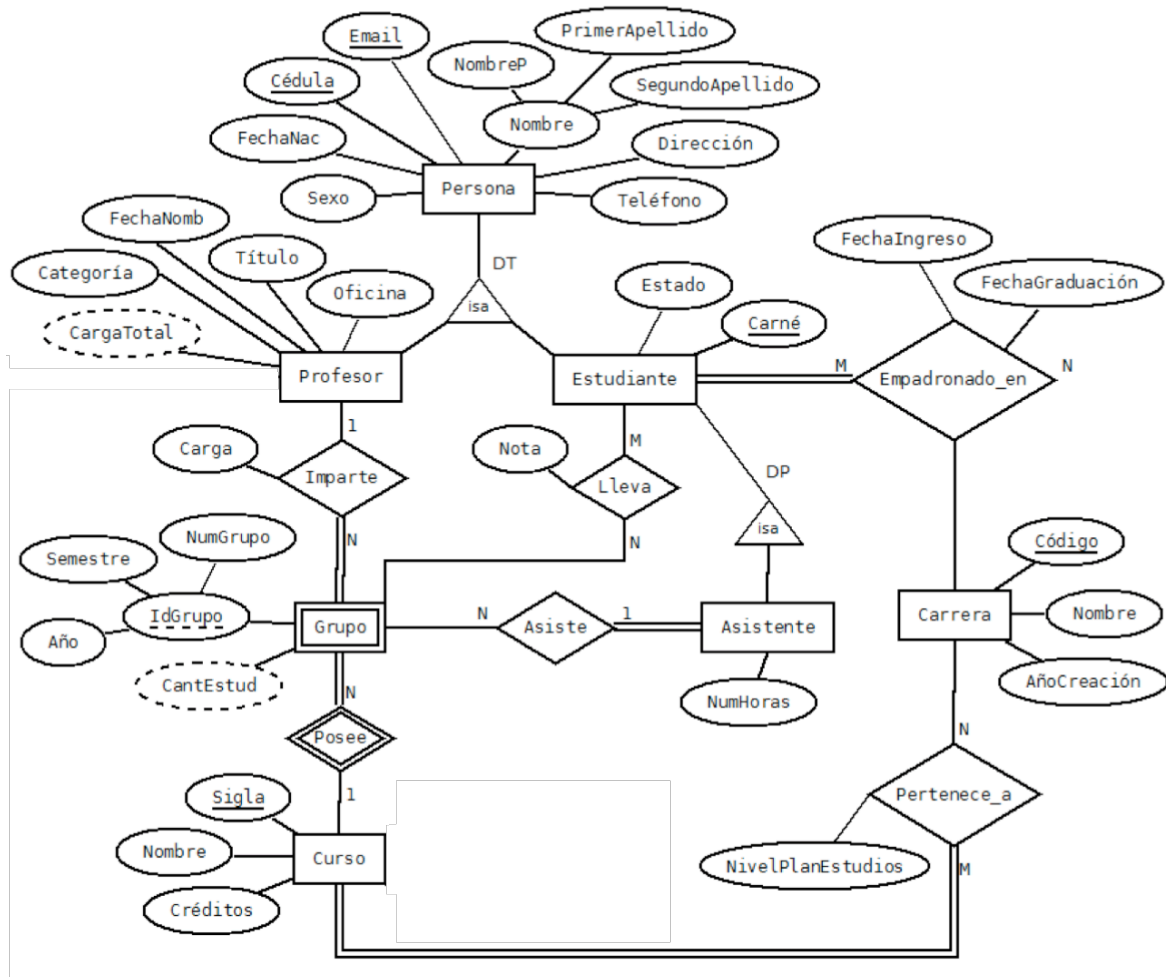 PrimerApellido
Email
NombreP
Cédula
SegundoApellido
Nombre
FechaNac
Dirección
Persona
Sexo
Teléfono
FechaNomb
FechaIngreso
Título
DT
Categoría
Estado
FechaGraduación
Oficina
isa
CargaTotal
Carné
Profesor
Estudiante
M
Empadronado_en
N
1
M
Carga
Nota
DP
Imparte
Lleva
isa
NumGrupo
N
N
Código
Semestre
IdGrupo
N
1
Nombre
Año
Grupo
Asiste
Asistente
Carrera
CantEstud
N
NumHoras
AñoCreación
N
Posee
Sigla
1
Pertenece_a
Nombre
Curso
NivelPlanEstudios
M
Créditos